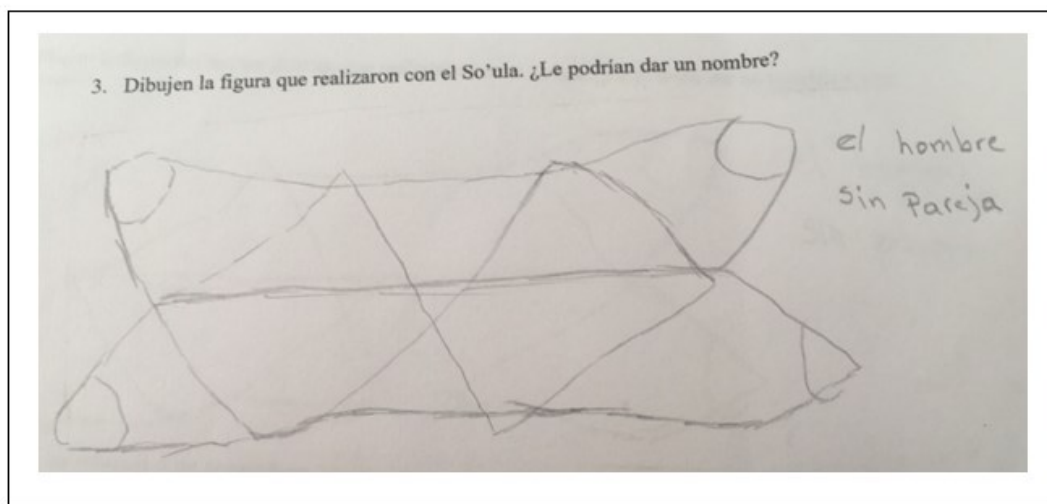 3. Dibujen la figura que realizaron con el So'ula. ¿Le podrían dar un nombre?
el hombre
Sin Pareja